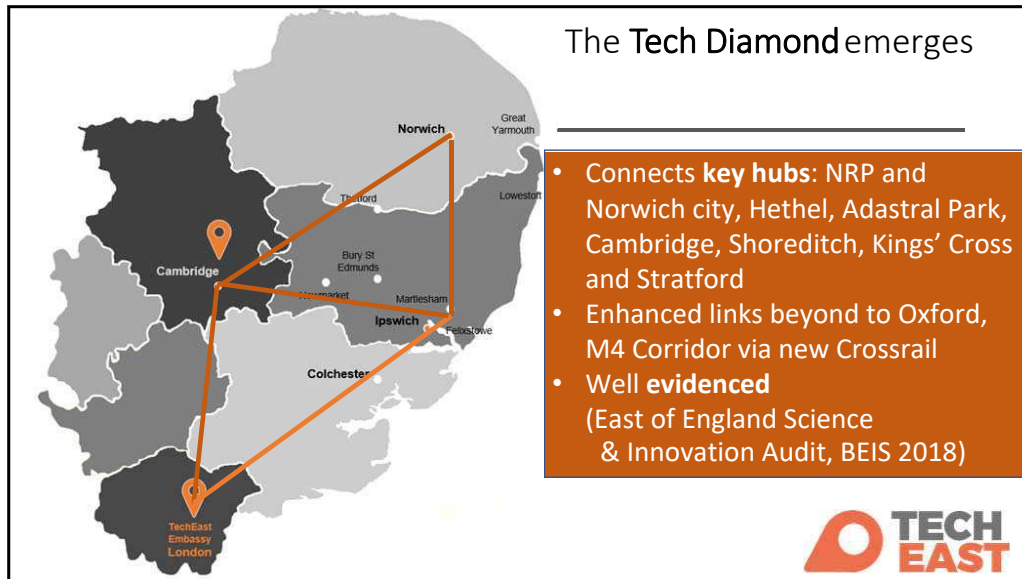 The Tech Diamond emerges
Great
Yarmouth
Norwich
Lowestoft
Thetford
Cambridge
Bury St
Edmunds
Newmarket
Martlesham
Ipswich
Felixstowe
Colchester
TechEast
Embassy
London
• Connects key hubs: NRP and
Norwich city, Hethel, Adastral Park,
Cambridge, Shoreditch, Kings’ Cross
and Stratford
• Enhanced links beyond to Oxford,
M4 Corridor via new Crossrail
• Well evidenced
(East of England Science
& Innovation Audit, BEIS 2018)
TECH
EAST